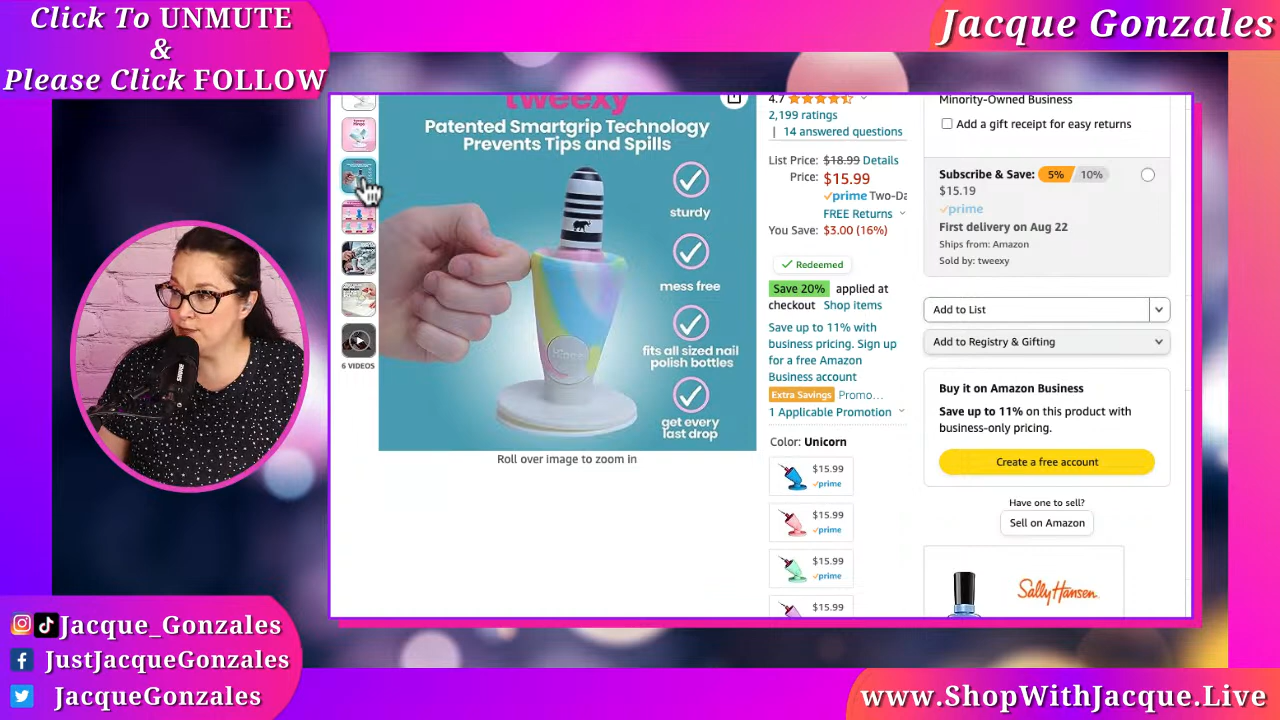 Click To UNMUTE
&
Please Click FOLLOW
Jacque Gonzales
tweexy
Patented Smartgrip Technology
Prevents Tips and Spills
sturdy
mess free
fits all sized nail
polish bottles
get every
last drop
6 VIDEOS
Roll over image to zoom in
4.7
2,199 ratings
| 14 answered questions
List Price: $18.99 Details
Price: $15.99
prime Two-Da
FREE Returns
You Save: $3.00 (16%)
Redeemed
Save 20% applied at
checkout Shop items
Save up to 11% with
business pricing. Sign up
for a free Amazon
Business account
Extra Savings Promo...
1 Applicable Promotion
Color: Unicorn
$15.99
prime
$15.99
prime
$15.99
prime
$15.99
Minority-Owned Business
Add a gift receipt for easy returns
Subscribe & Save: 5% 10%
$15.19
prime
First delivery on Aug 22
Ships from: Amazon
Sold by: tweexy
Add to List
Add to Registry & Gifting
Buy it on Amazon Business
Save up to 11% on this product with
business-only pricing.
Create a free account
Have one to sell?
Sell on Amazon
Sally Hansen
Jacque_Gonzales
JustJacqueGonzales
JacqueGonzales
www.ShopWithJacque.Live